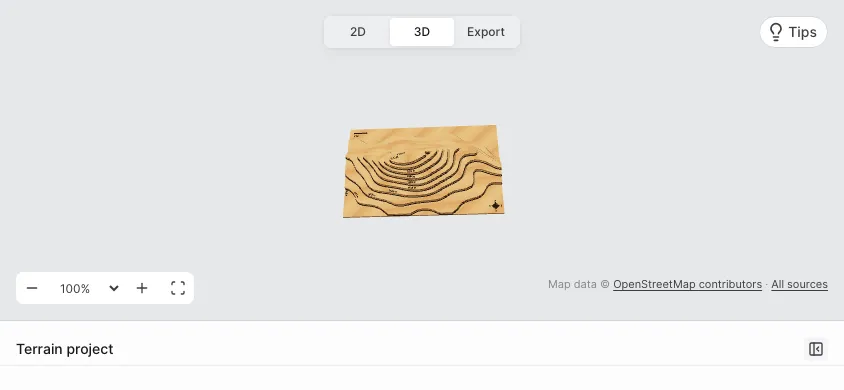 2D 3D Export
Tips
100%
Map data © OpenStreetMap contributors · All sources
Terrain project